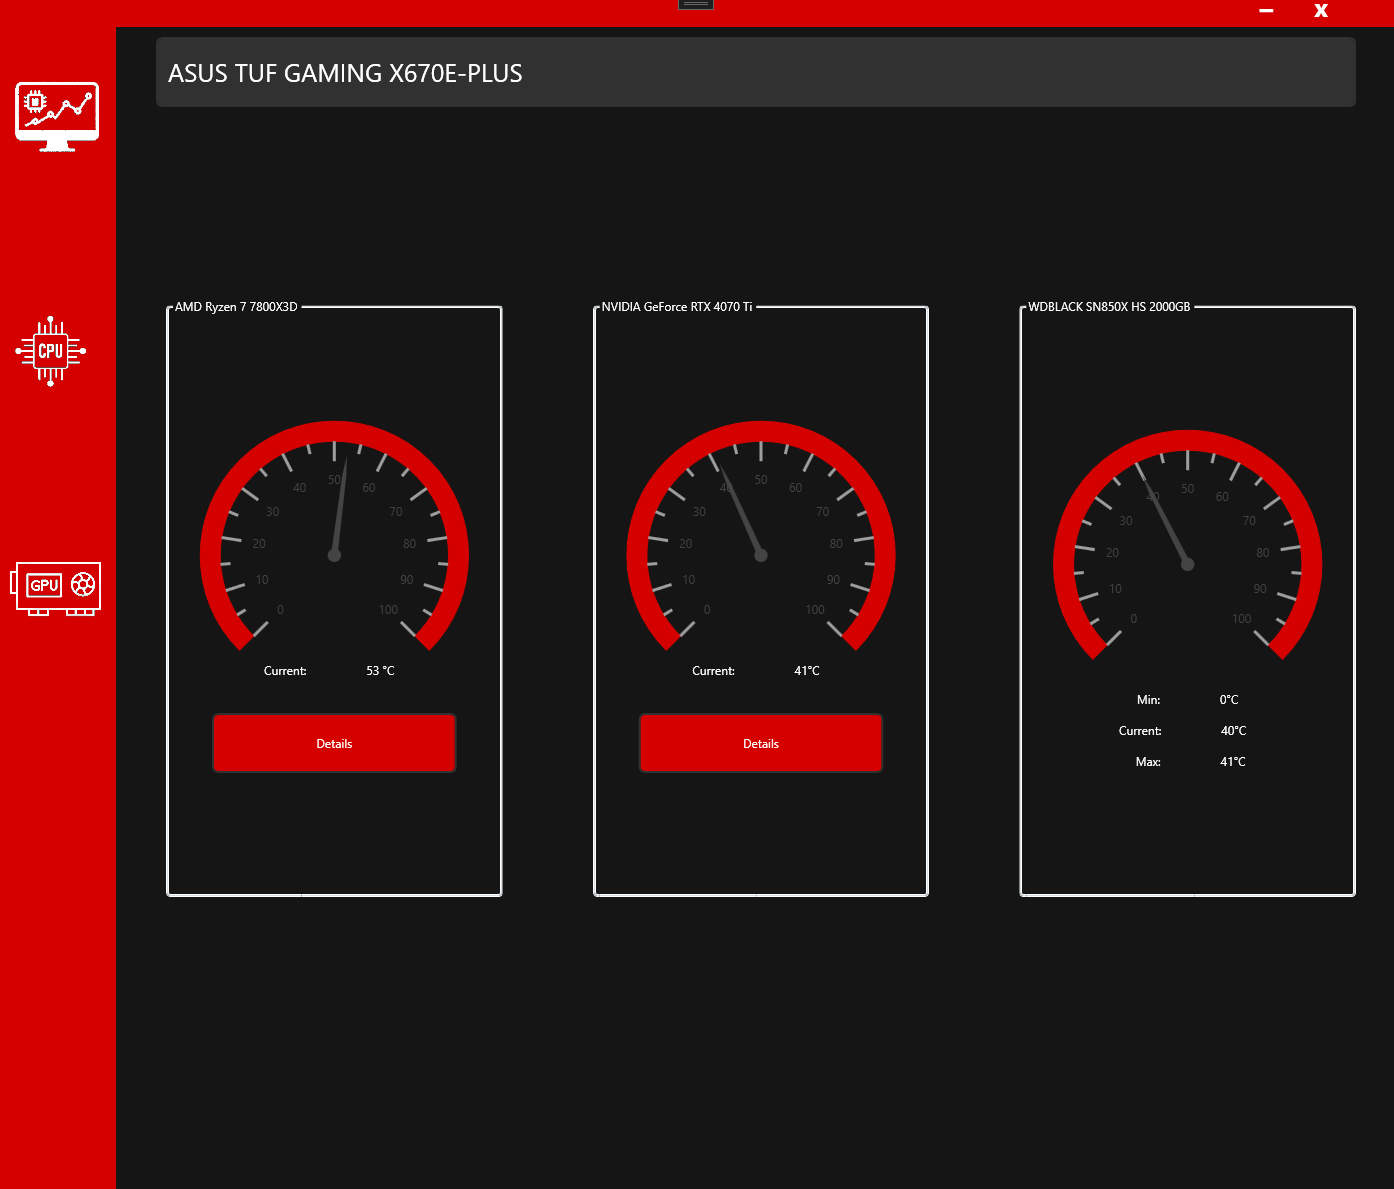 X
ASUS TUF GAMING X670E-PLUS
CPU
GPU
AMD Ryzen 7 7800X3D
0
10
20
30
40
50
60
70
80
90
100
Current: 53 °C
Details
NVIDIA GeForce RTX 4070 Ti
0
10
20
30
40
50
60
70
80
90
100
Current: 41°C
Details
WDBLACK SN850X HS 2000GB
0
10
20
30
40
50
60
70
80
90
100
Min: 0°C
Current: 40°C
Max: 41°C